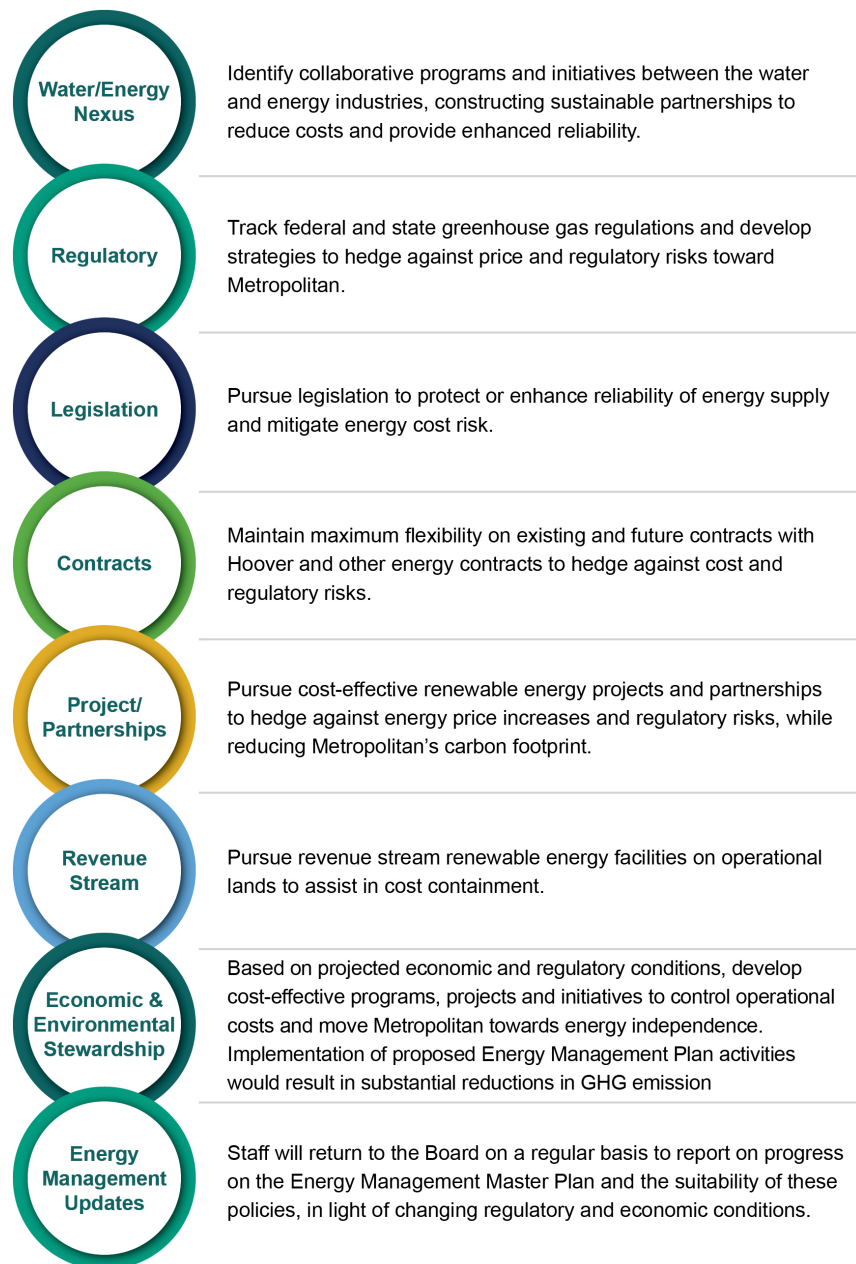 Water/Energy
Nexus
Identify collaborative programs and initiatives between the water
and energy industries, constructing sustainable partnerships to
reduce costs and provide enhanced reliability.
Regulatory
Track federal and state greenhouse gas regulations and develop
strategies to hedge against price and regulatory risks toward
Metropolitan.
Legislation
Pursue legislation to protect or enhance reliability of energy supply
and mitigate energy cost risk.
Contracts
Maintain maximum flexibility on existing and future contracts with
Hoover and other energy contracts to hedge against cost and
regulatory risks.
Project/
Partnerships
Pursue cost-effective renewable energy projects and partnerships
to hedge against energy price increases and regulatory risks, while
reducing Metropolitan’s carbon footprint.
Revenue
Stream
Pursue revenue stream renewable energy facilities on operational
lands to assist in cost containment.
Economic &
Environmental
Stewardship
Based on projected economic and regulatory conditions, develop
cost-effective programs, projects and initiatives to control operational
costs and move Metropolitan towards energy independence.
Implementation of proposed Energy Management Plan activities
would result in substantial reductions in GHG emission
Energy
Management
Updates
Staff will return to the Board on a regular basis to report on progress
on the Energy Management Master Plan and the suitability of these
policies, in light of changing regulatory and economic conditions.